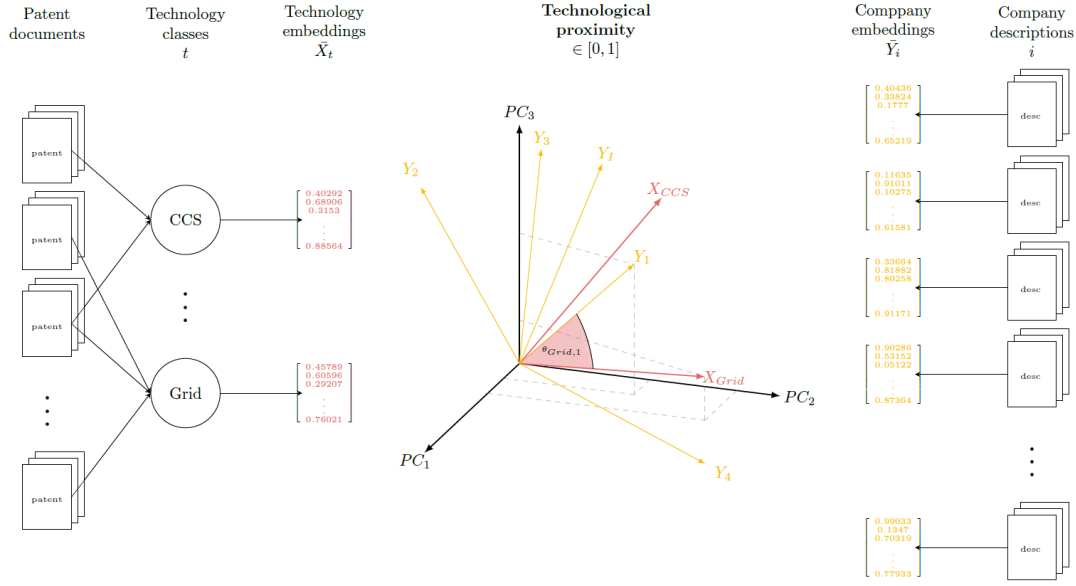 Patent
documents
Technology
classes
t
Technology
embeddings
X̄_t
Technological
proximity
∈ [0, 1]
Comppany
embeddings
Ȳ_i
Company
descriptions
i
patent
patent
patent
patent
CCS
Grid
0.40292
0.68906
0.3153
0.88564
0.45789
0.60596
0.29207
0.76021
PC_3
Y_3
Y_I
Y_2
X_CCS
Y_1
θ_Grid,1
X_Grid
PC_2
PC_1
Y_4
0.40436
0.33824
0.1777
0.65219
desc
0.11635
0.91011
0.10275
0.61581
desc
0.33664
0.81882
0.80258
0.91171
desc
0.90286
0.53152
0.05122
0.87364
desc
0.99033
0.1347
0.70319
0.77933
desc